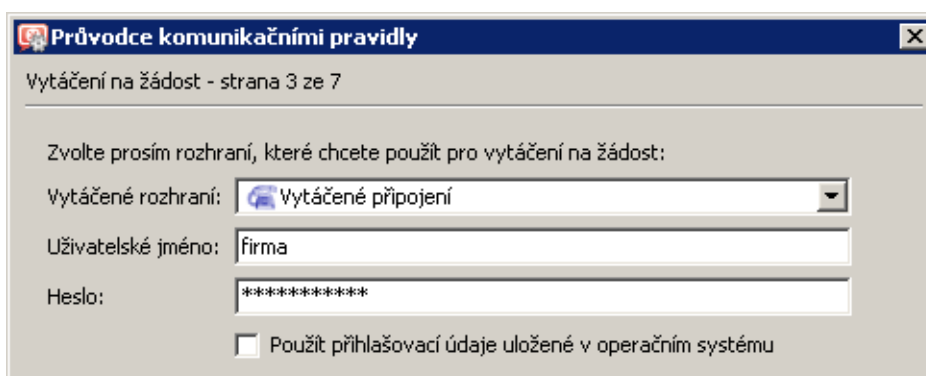 Průvodce komunikačními pravidly
Vytáčení na žádost - strana 3 ze 7
Zvolte prosím rozhraní, které chcete použít pro vytáčení na žádost:
Vytáčené rozhraní: Vytáčené připojení
Uživatelské jméno: firma
Heslo: ***********
Použít přihlašovací údaje uložené v operačním systému